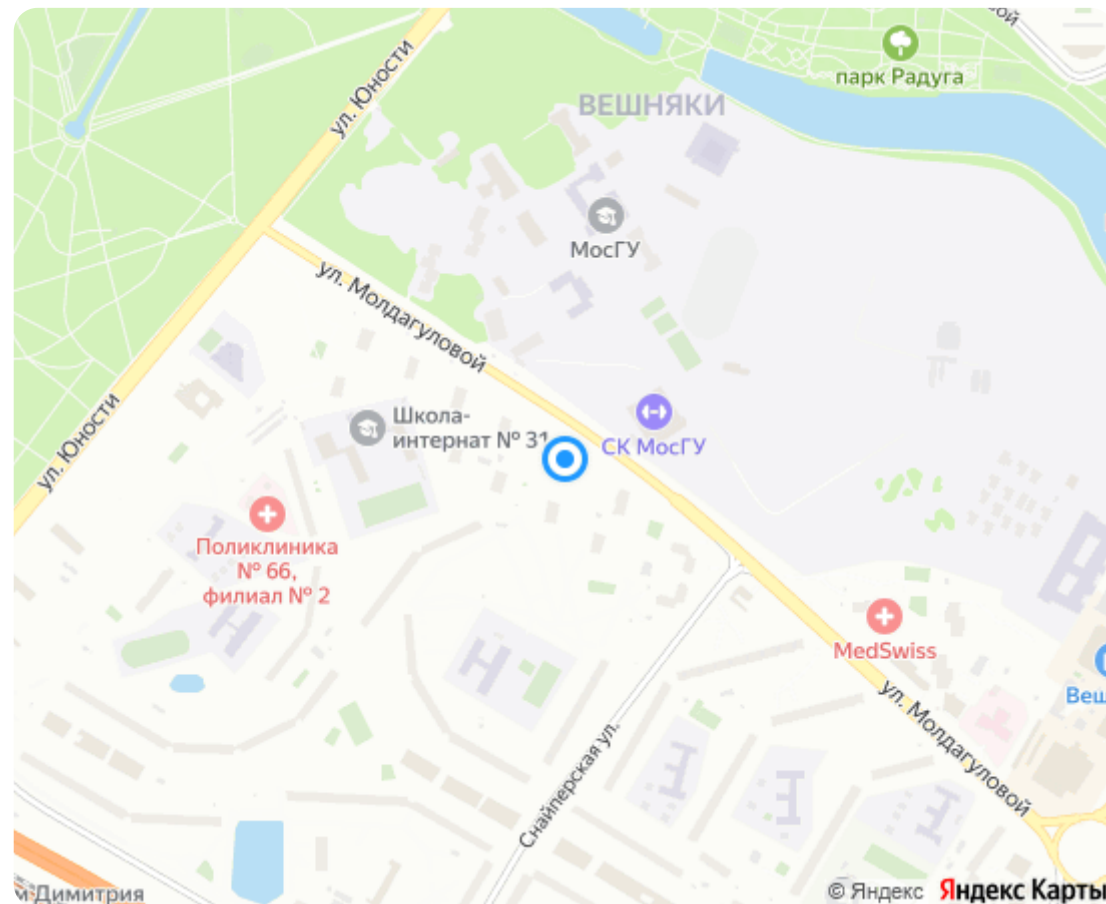 ул. Юности
парк Радуга
ВЕШНЯКИ
МосГУ
ул. Молдагуловой
ул. Юности
Школа-
интернат № 31
СК МосГУ
Поликлиника
№ 66,
филиал № 2
MedSwiss
Веш
ул. Молдагуловой
Снайперская ул.
Димитрия
© Яндекс Яндекс Карты